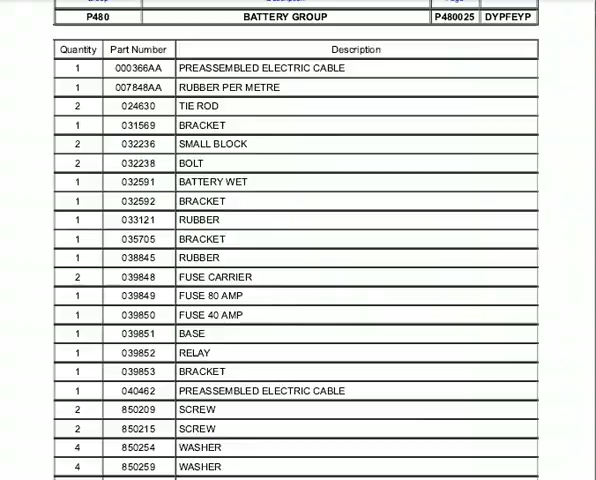 P480 BATTERY GROUP P480025 DYPFEYP
Quantity Part Number Description
1 000366AA PREASSEMBLED ELECTRIC CABLE
1 007848AA RUBBER PER METRE
2 024630 TIE ROD
1 031569 BRACKET
2 032236 SMALL BLOCK
2 032238 BOLT
1 032591 BATTERY WET
1 032592 BRACKET
1 033121 RUBBER
1 035705 BRACKET
1 038845 RUBBER
2 039848 FUSE CARRIER
1 039849 FUSE 80 AMP
1 039850 FUSE 40 AMP
1 039851 BASE
1 039852 RELAY
1 039853 BRACKET
1 040462 PREASSEMBLED ELECTRIC CABLE
2 850209 SCREW
2 850215 SCREW
4 850254 WASHER
4 850259 WASHER